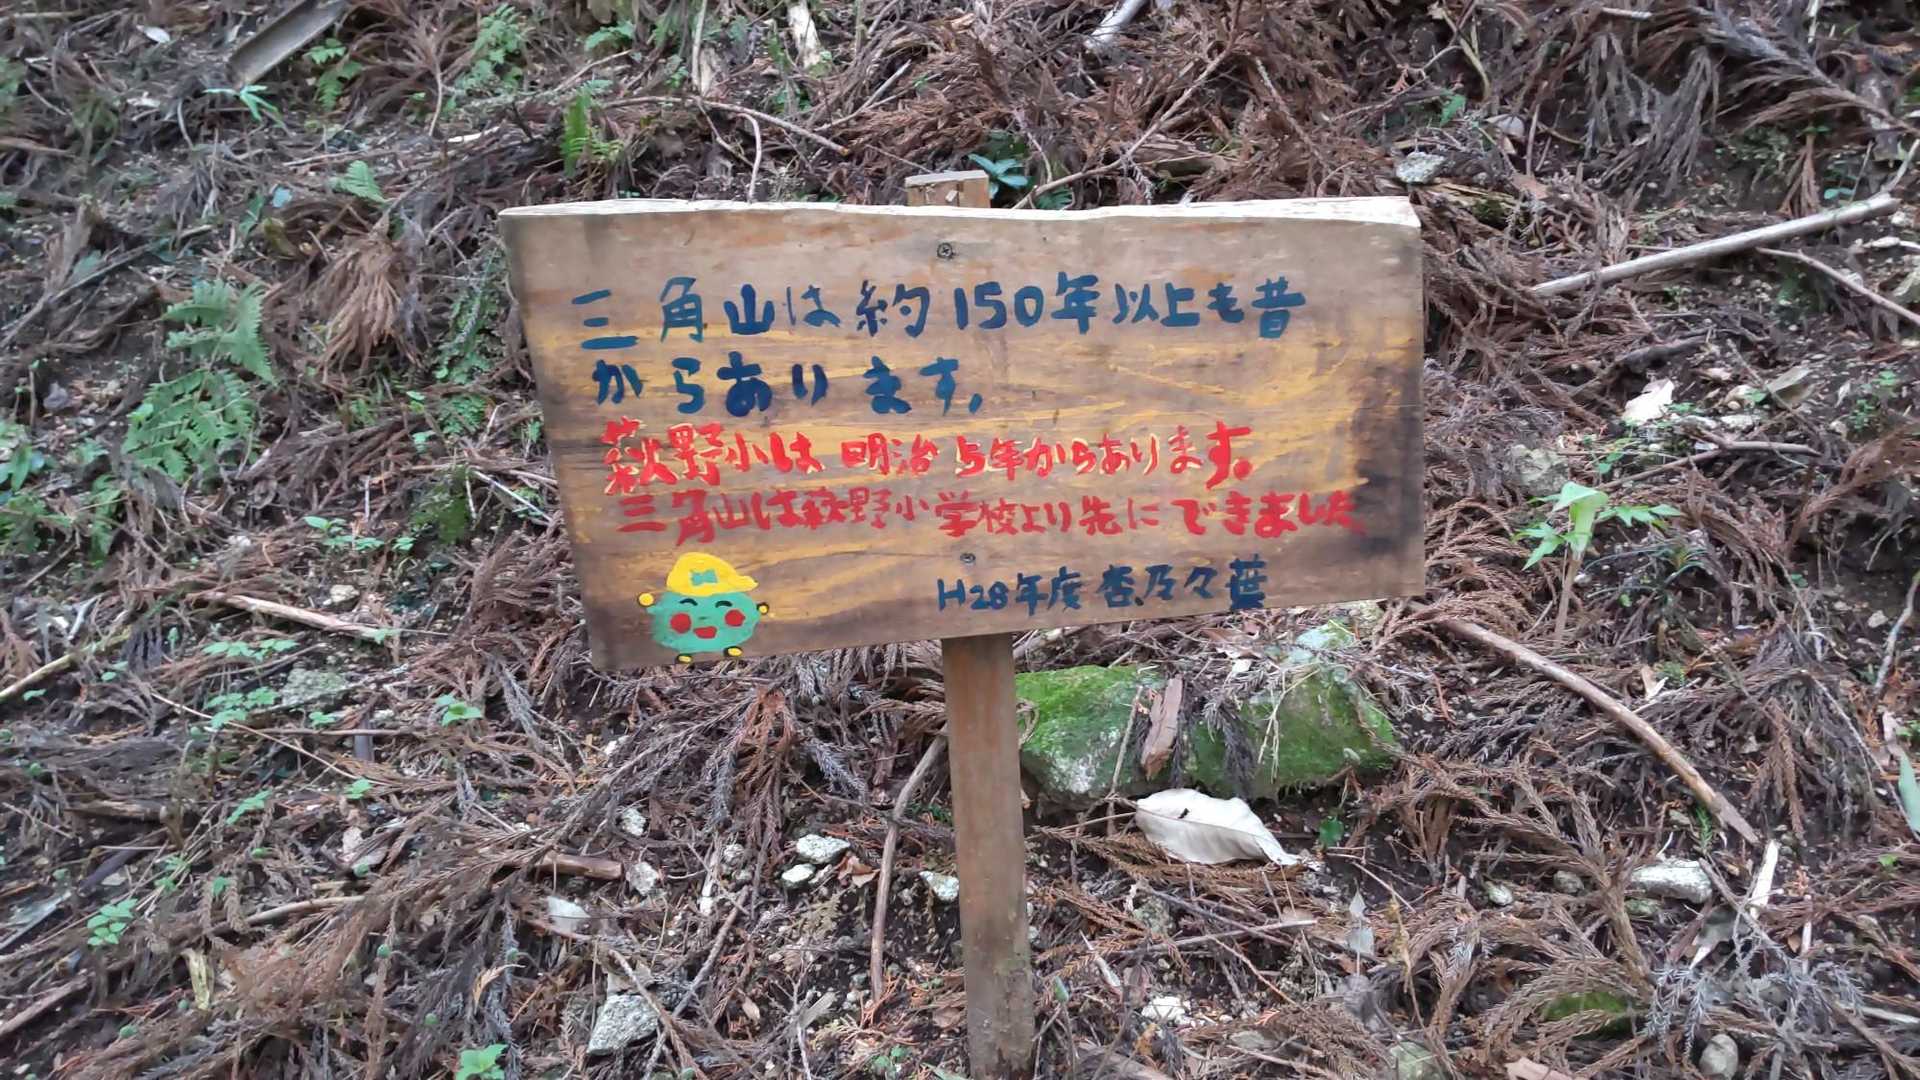 三角山は約150年以上も昔
からあります。
萩野小は明治5年からあります。
三角山は萩野小学校より先にできました
H28年度 杏乃々葉